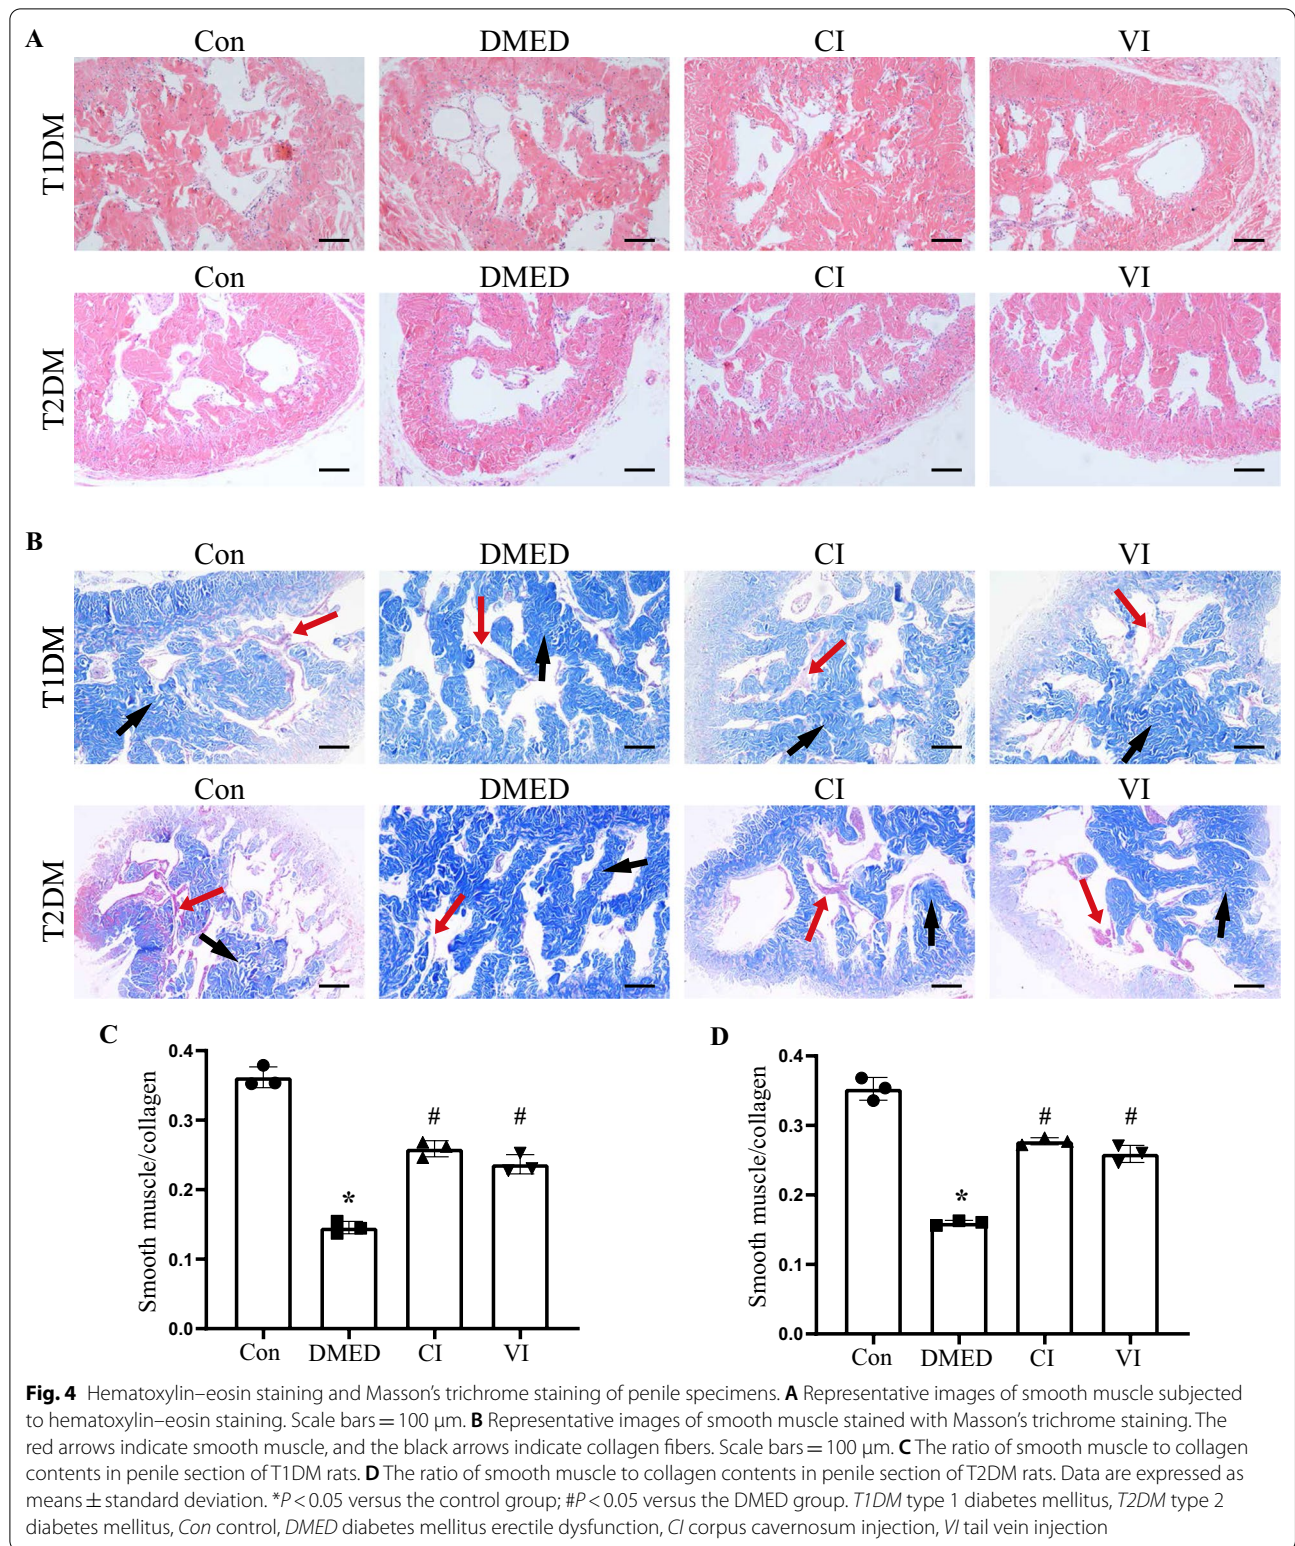 A
Con DMED CI VI
T1DM
Con DMED CI VI
T2DM
B
Con DMED CI VI
T1DM
Con DMED CI VI
T2DM
C
Smooth muscle/collagen
0.4
0.3
0.2
0.1
0.0
* # #
Con DMED CI VI
D
Smooth muscle/collagen
0.4
0.3
0.2
0.1
0.0
* # #
Con DMED CI VI
Fig. 4 Hematoxylin–eosin staining and Masson's trichrome staining of penile specimens. A Representative images of smooth muscle subjected
to hematoxylin–eosin staining. Scale bars = 100 μm. B Representative images of smooth muscle stained with Masson's trichrome staining. The
red arrows indicate smooth muscle, and the black arrows indicate collagen fibers. Scale bars = 100 μm. C The ratio of smooth muscle to collagen
contents in penile section of T1DM rats. D The ratio of smooth muscle to collagen contents in penile section of T2DM rats. Data are expressed as
means ± standard deviation. *P < 0.05 versus the control group; #P < 0.05 versus the DMED group. T1DM type 1 diabetes mellitus, T2DM type 2
diabetes mellitus, Con control, DMED diabetes mellitus erectile dysfunction, CI corpus cavernosum injection, VI tail vein injection